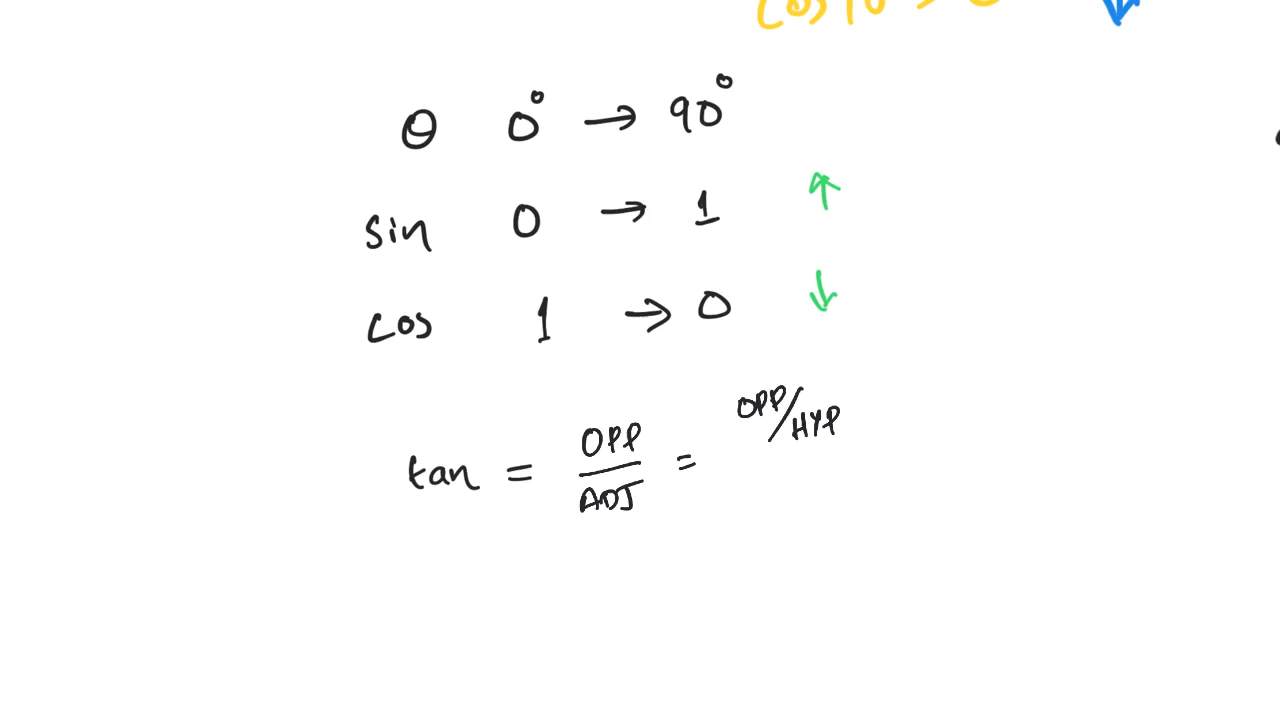 θ 0° → 90°
sin 0 → 1 ↑
cos 1 → 0 ↓
tan = OPP/ADJ = OPP/HYP